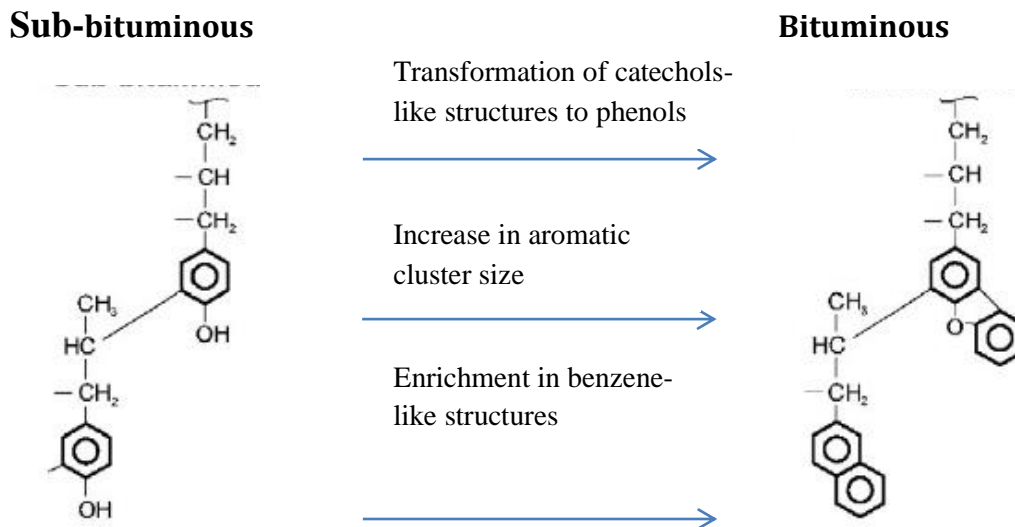 Sub-bituminous
Bituminous
Transformation of catechols-
like structures to phenols
Increase in aromatic
cluster size
Enrichment in benzene-
like structures
CH₂
CH
CH₂
CH₃
OH
HC
CH₂
OH
CH₂
CH
CH₂
CH₃
O
HC
CH₂